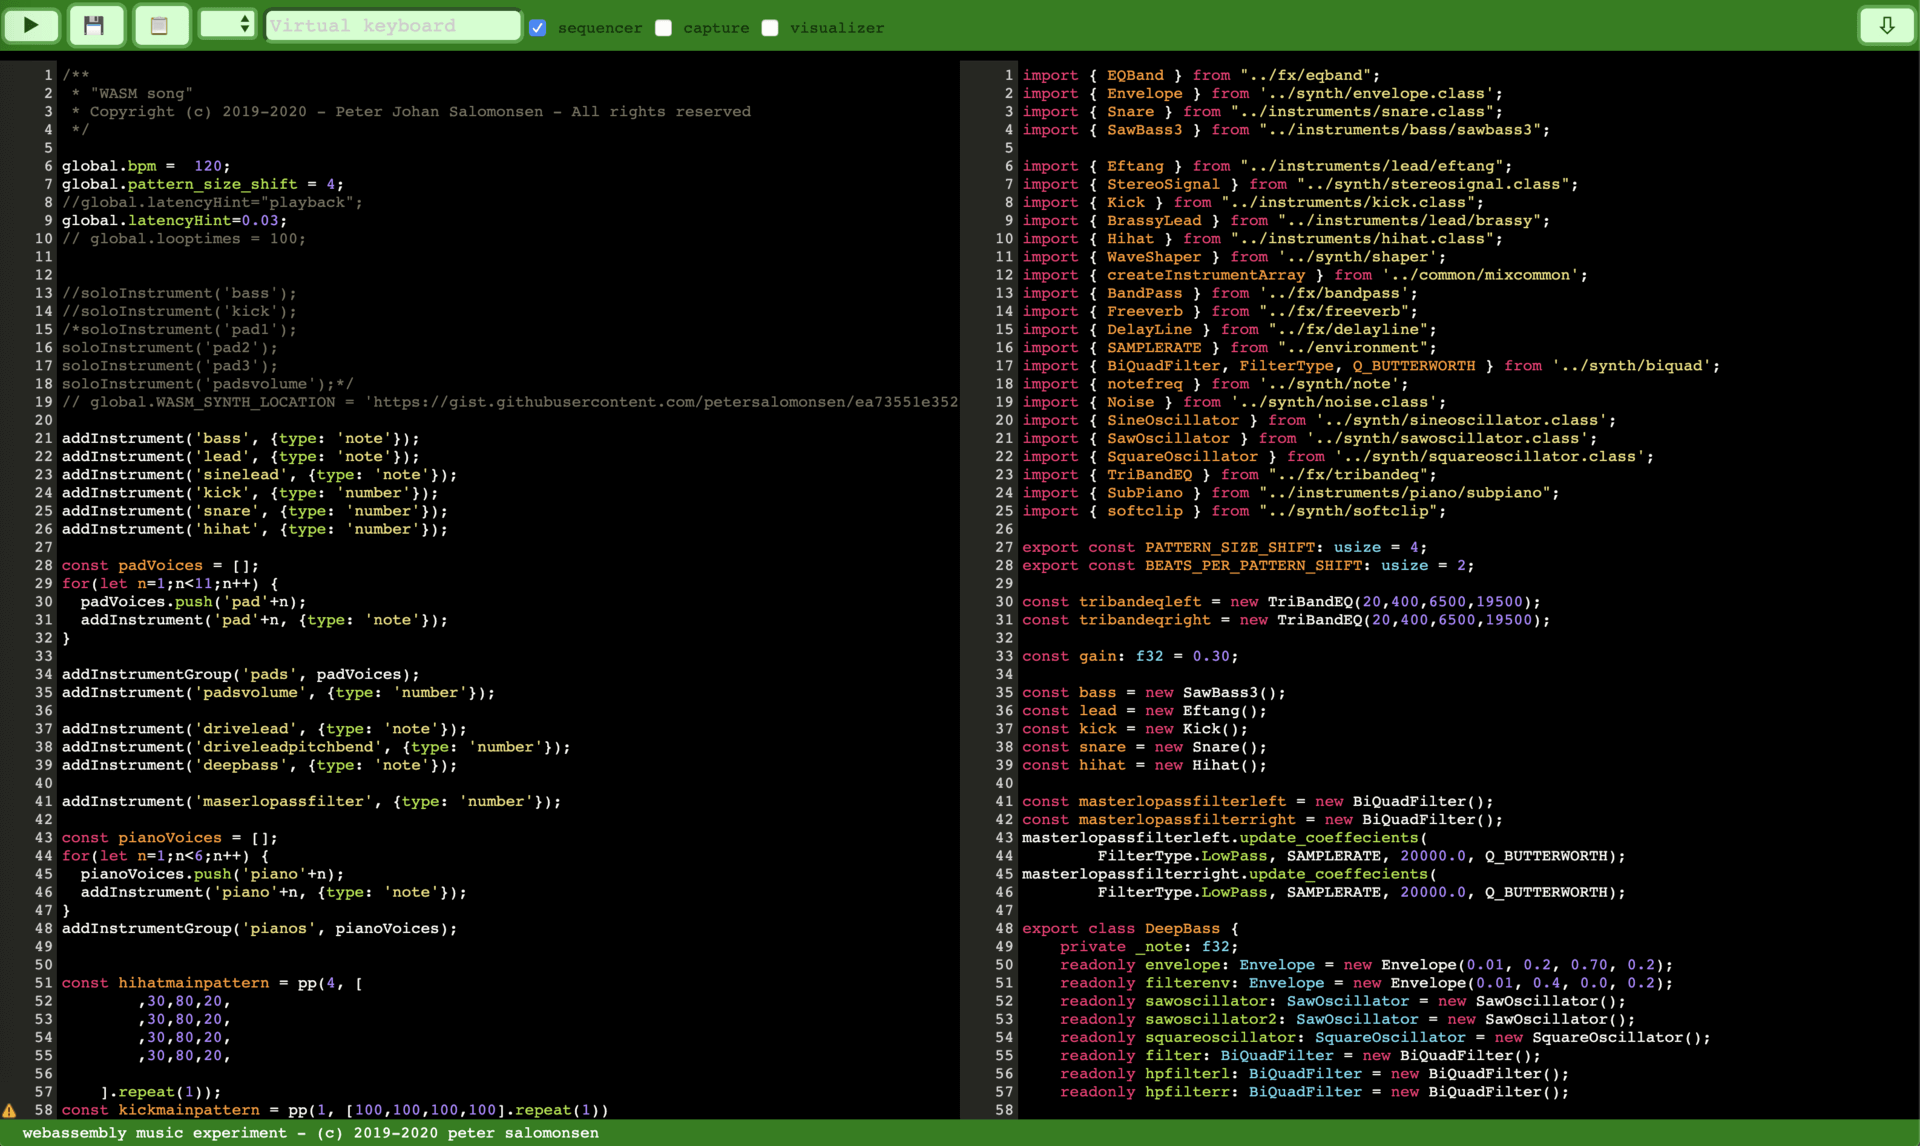 Virtual keyboard
sequencer
capture
visualizer
1 /**
2  * "WASM song"
3  * Copyright (c) 2019-2020 - Peter Johan Salomonsen - All rights reserved
4  */
5
6 global.bpm =  120;
7 global.pattern_size_shift = 4;
8 //global.latencyHint="playback";
9 global.latencyHint=0.03;
10 // global.looptimes = 100;
11
12
13 //soloInstrument('bass');
14 //soloInstrument('kick');
15 /*soloInstrument('pad1');
16 soloInstrument('pad2');
17 soloInstrument('pad3');
18 soloInstrument('padsvolume');*/
19 // global.WASM_SYNTH_LOCATION = 'https://gist.githubusercontent.com/petersalomonsen/ea73551e352
20
21 addInstrument('bass', {type: 'note'});
22 addInstrument('lead', {type: 'note'});
23 addInstrument('sinelead', {type: 'note'});
24 addInstrument('kick', {type: 'number'});
25 addInstrument('snare', {type: 'number'});
26 addInstrument('hihat', {type: 'number'});
27
28 const padVoices = [];
29 for(let n=1;n<11;n++) {
30   padVoices.push('pad'+n);
31   addInstrument('pad'+n, {type: 'note'});
32 }
33
34 addInstrumentGroup('pads', padVoices);
35 addInstrument('padsvolume', {type: 'number'});
36
37 addInstrument('drivelead', {type: 'note'});
38 addInstrument('driveleadpitchbend', {type: 'number'});
39 addInstrument('deepbass', {type: 'note'});
40
41 addInstrument('maserlopassfilter', {type: 'number'});
42
43 const pianoVoices = [];
44 for(let n=1;n<6;n++) {
45   pianoVoices.push('piano'+n);
46   addInstrument('piano'+n, {type: 'note'});
47 }
48 addInstrumentGroup('pianos', pianoVoices);
49
50
51 const hihatmainpattern = pp(4, [
52         ,30,80,20,
53         ,30,80,20,
54         ,30,80,20,
55         ,30,80,20,
56
57     ].repeat(1));
58 const kickmainpattern = pp(1, [100,100,100,100].repeat(1))
1 import { EQBand } from "../fx/eqband";
2 import { Envelope } from '../synth/envelope.class';
3 import { Snare } from "../instruments/snare.class";
4 import { SawBass3 } from "../instruments/bass/sawbass3";
5
6 import { Eftang } from "../instruments/lead/eftang";
7 import { StereoSignal } from "../synth/stereosignal.class";
8 import { Kick } from "../instruments/kick.class";
9 import { BrassyLead } from "../instruments/lead/brassy";
10 import { Hihat } from "../instruments/hihat.class";
11 import { WaveShaper } from '../synth/shaper';
12 import { createInstrumentArray } from '../common/mixcommon';
13 import { BandPass } from '../fx/bandpass';
14 import { Freeverb } from "../fx/freeverb";
15 import { DelayLine } from "../fx/delayline";
16 import { SAMPLERATE } from "../environment";
17 import { BiQuadFilter, FilterType, Q_BUTTERWORTH } from '../synth/biquad';
18 import { notefreq } from '../synth/note';
19 import { Noise } from '../synth/noise.class';
20 import { SineOscillator } from '../synth/sineoscillator.class';
21 import { SawOscillator } from '../synth/sawoscillator.class';
22 import { SquareOscillator } from '../synth/squareoscillator.class';
23 import { TriBandEQ } from "../fx/tribandeq";
24 import { SubPiano } from "../instruments/piano/subpiano";
25 import { softclip } from "../synth/softclip";
26
27 export const PATTERN_SIZE_SHIFT: usize = 4;
28 export const BEATS_PER_PATTERN_SHIFT: usize = 2;
29
30 const tribandeqleft = new TriBandEQ(20,400,6500,19500);
31 const tribandeqright = new TriBandEQ(20,400,6500,19500);
32
33 const gain: f32 = 0.30;
34
35 const bass = new SawBass3();
36 const lead = new Eftang();
37 const kick = new Kick();
38 const snare = new Snare();
39 const hihat = new Hihat();
40
41 const masterlopassfilterleft = new BiQuadFilter();
42 const masterlopassfilterright = new BiQuadFilter();
43 masterlopassfilterleft.update_coeffecients(
44         FilterType.LowPass, SAMPLERATE, 20000.0, Q_BUTTERWORTH);
45 masterlopassfilterright.update_coeffecients(
46         FilterType.LowPass, SAMPLERATE, 20000.0, Q_BUTTERWORTH);
47
48 export class DeepBass {
49     private _note: f32;
50     readonly envelope: Envelope = new Envelope(0.01, 0.2, 0.70, 0.2);
51     readonly filterenv: Envelope = new Envelope(0.01, 0.4, 0.0, 0.2);
52     readonly sawoscillator: SawOscillator = new SawOscillator();
53     readonly sawoscillator2: SawOscillator = new SawOscillator();
54     readonly squareoscillator: SquareOscillator = new SquareOscillator();
55     readonly filter: BiQuadFilter = new BiQuadFilter();
56     readonly hpfilterl: BiQuadFilter = new BiQuadFilter();
57     readonly hpfilterr: BiQuadFilter = new BiQuadFilter();
58
webassembly music experiment - (c) 2019-2020 peter salomonsen